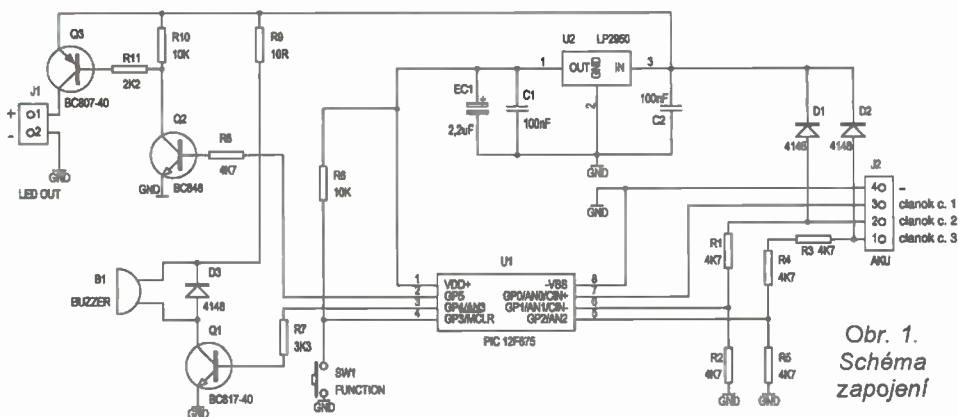 Q3
R10
10K
R9
10R
R11
2K2
BC807-40
J1
+
1
-
2
GND
LED OUT
Q2
R6
4K7
GND
BC848
U2
LP2950
1
OUT
GND
IN
3
2
EC1
+
2,2uF
C1
100nF
100nF
C2
GND
D1
4148
D2
4148
J2
4
-
3
clanok c. 1
2
clanok c. 2
1
clanok c. 3
AKU
R6
10K
GND
R1
4K7
R3 4K7
R4
4K7
B1
BUZZER
D3
4148
U1
1
VDD+
-VSS
8
2
GP5
GP0/AN0/CIN+
7
3
GP4/AN3
GP1/AN1/CIN-
6
4
GP3/MCLR
GP2/AN2
5
PIC 12F675
Q1
R7
3K3
BC817-40
GND
SW1
FUNCTION
GND
R2
4K7
R5
4K7
GND
GND
Obr. 1.
Schéma
zapojení